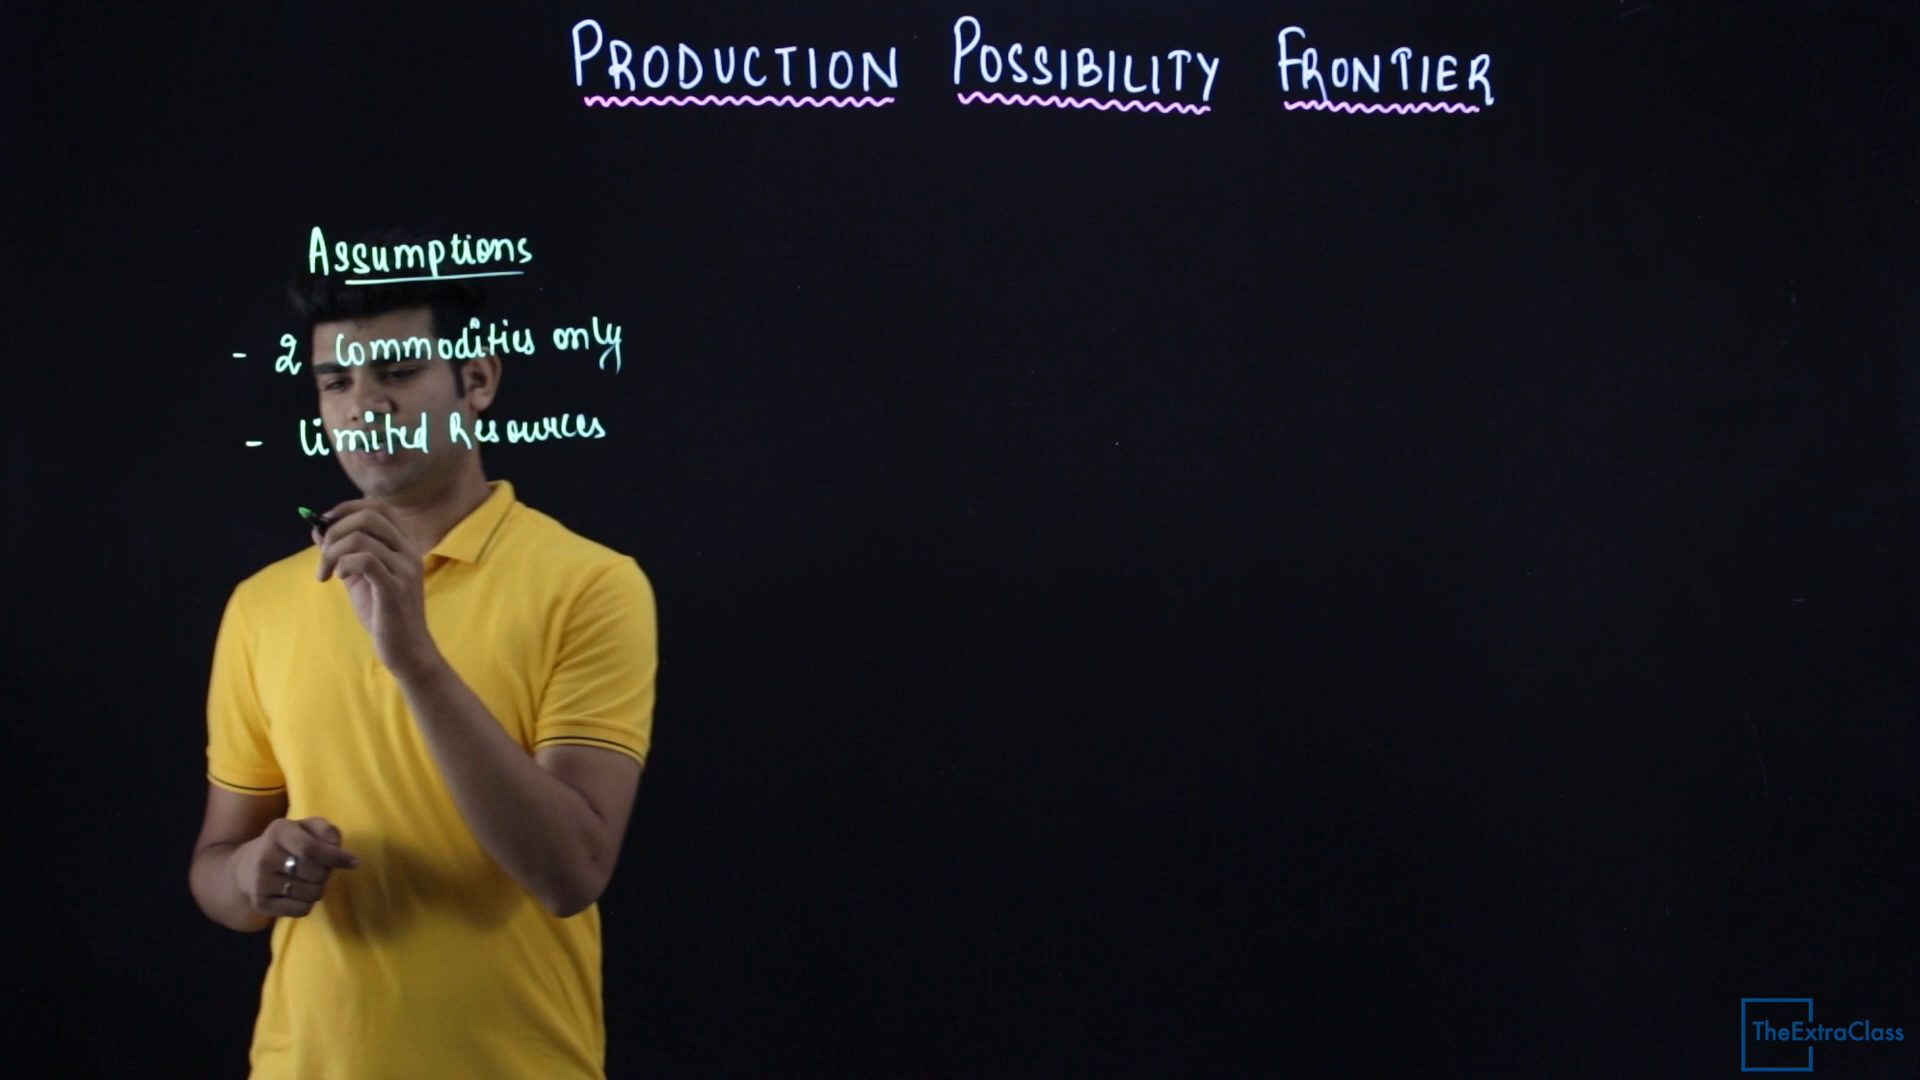 PRODUCTION POSSIBILITY FRONTIER
Assumptions
- 2 Commodities only
- limited Resources
TheExtraClass